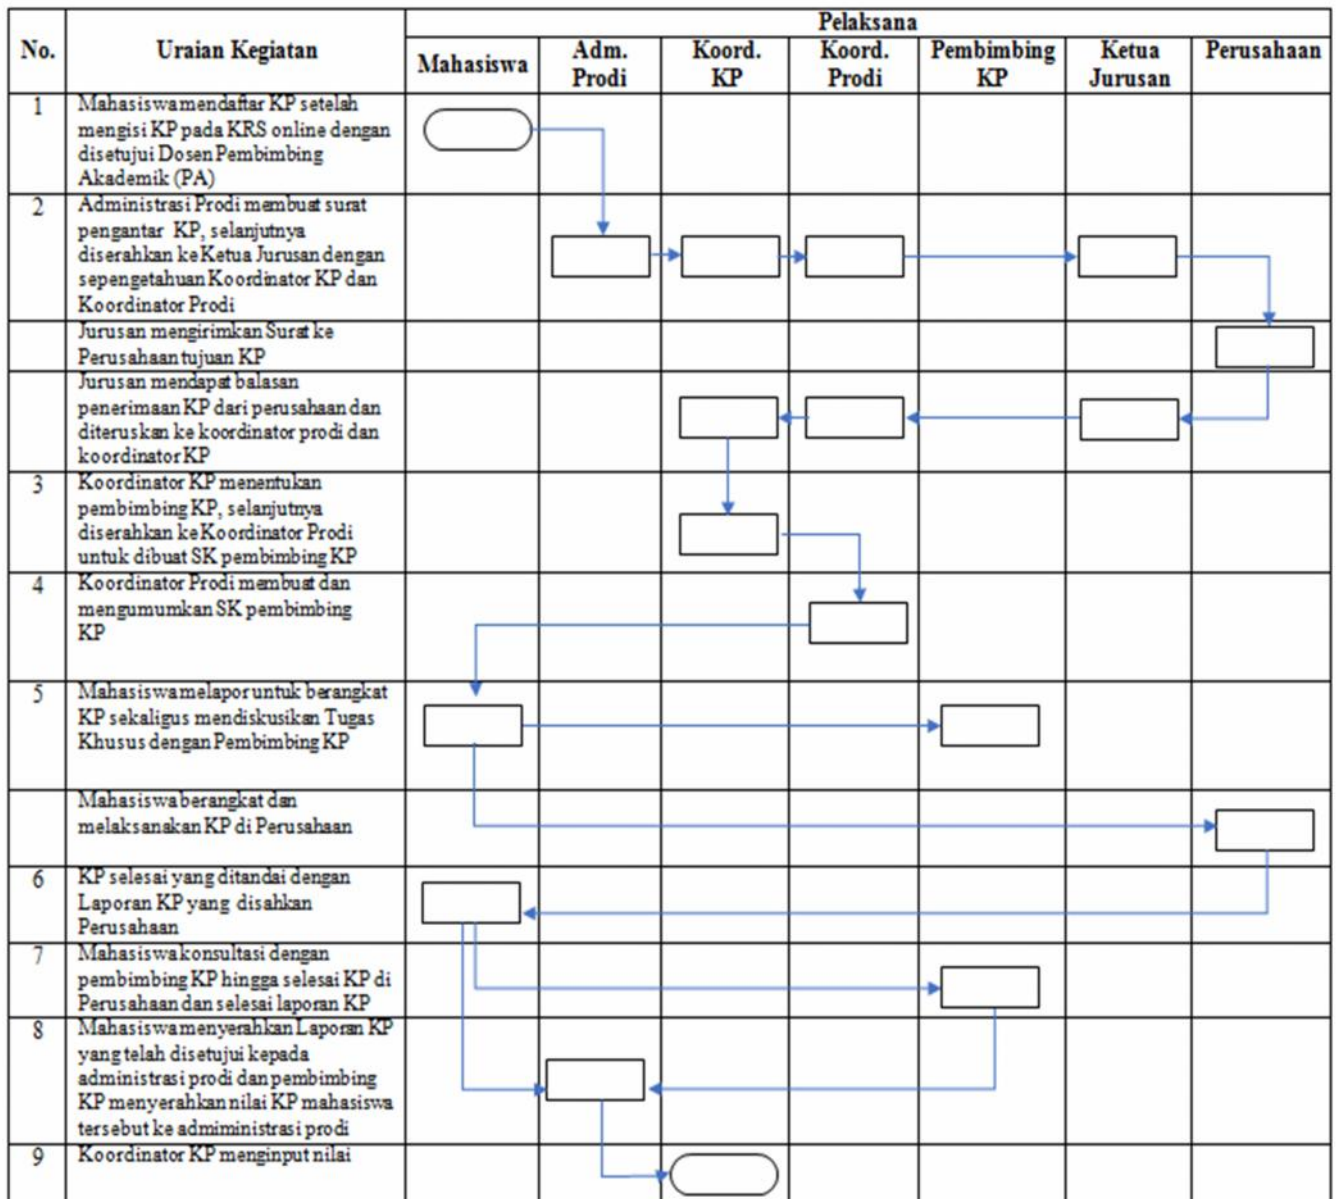 Pelaksana
No.
Uraian Kegiatan
Mahasiswa
Adm.
Prodi
Koord.
KP
Koord.
Prodi
Pembimbing
KP
Ketua
Jurusan
Perusahaan
1
Mahasiswa mendaftar KP setelah
mengisi KP pada KRS online dengan
disetujui Dosen Pembimbing
Akademik (PA)
2
Administrasi Prodi membuat surat
pengantar KP, selanjutnya
diserahkan ke Ketua Jurusan dengan
sepengetahuan Koordinator KP dan
Koordinator Prodi
Jurusan mengirimkan Surat ke
Perusahaan tujuan KP
Jurusan mendapat balasan
penerimaan KP dari perusahaan dan
diteruskan ke koordinator prodi dan
koordinator KP
3
Koordinator KP menentukan
pembimbing KP, selanjutnya
diserahkan ke Koordinator Prodi
untuk dibuat SK pembimbing KP
4
Koordinator Prodi membuat dan
mengumumkan SK pembimbing
KP
5
Mahasiswa melapor untuk berangkat
KP sekaligus mendiskusikan Tugas
Khusus dengan Pembimbing KP
Mahasiswa berangkat dan
melaksanakan KP di Perusahaan
6
KP selesai yang ditandai dengan
Laporan KP yang disahkan
Perusahaan
7
Mahasiswa konsultasi dengan
pembimbing KP hingga selesai KP di
Perusahaan dan selesai laporan KP
8
Mahasiswa menyerahkan Laporan KP
yang telah disetujui kepada
administrasi prodi dan pembimbing
KP menyerahkan nilai KP mahasiswa
tersebut ke admiministrasi prodi
9
Koordinator KP menginput nilai